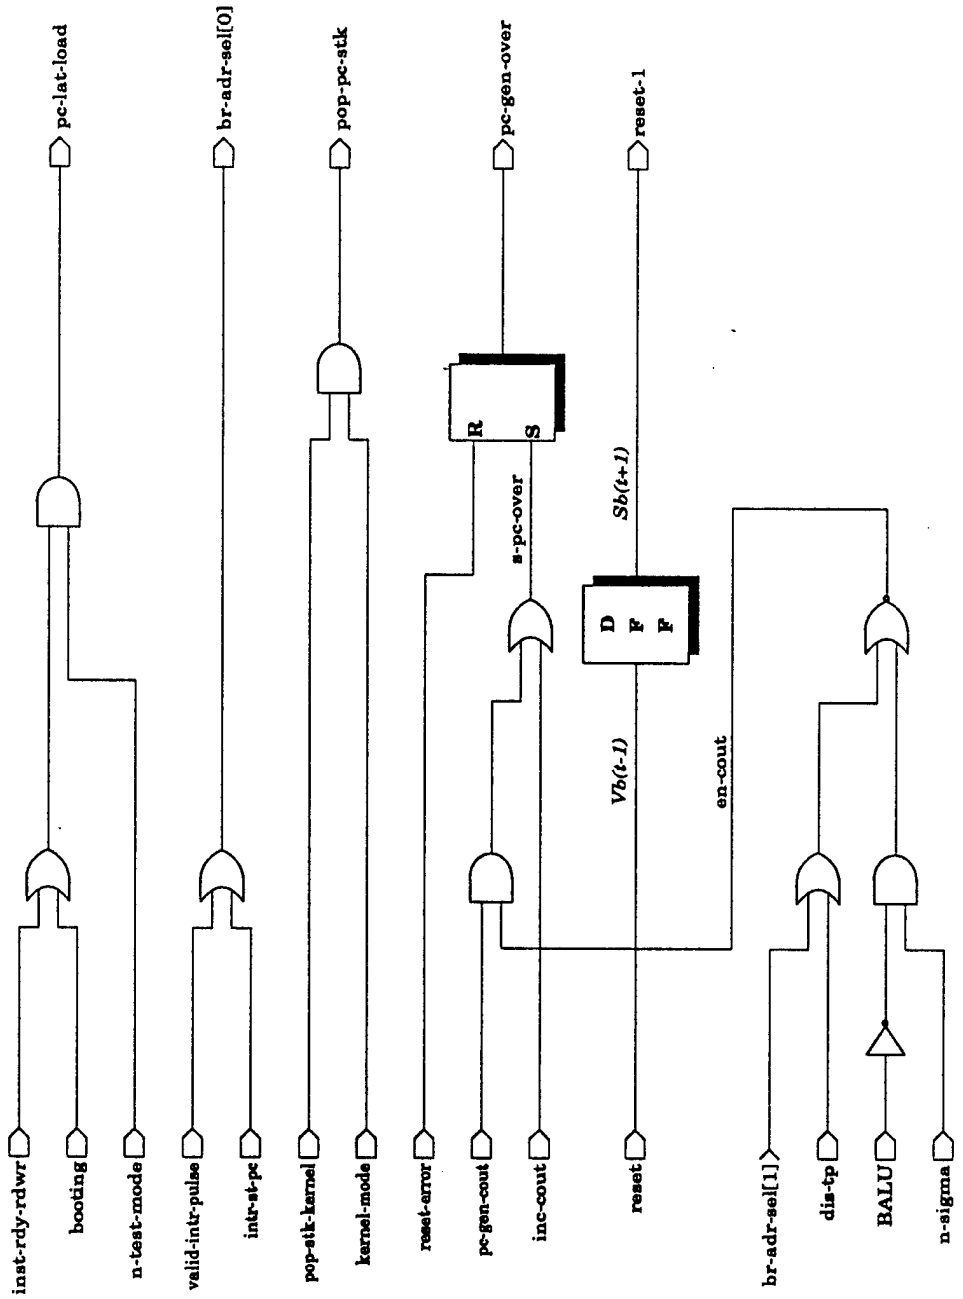 inst-rdy-rdwr
booting
n-test-mode
valid-intr-pulse
intr-st-pc
pop-stk-kernel
kernel-mode
reset-error
pc-gen-cout
inc-cout
reset
br-adr-sel[1]
dis-tp
BALU
n-sigma
Vb(t-1)
en-cout
D
F
F
s-pc-over
Sb(t+1)
R
S
pc-lat-load
br-adr-sel[0]
pop-pc-stk
pc-gen-over
reset-1